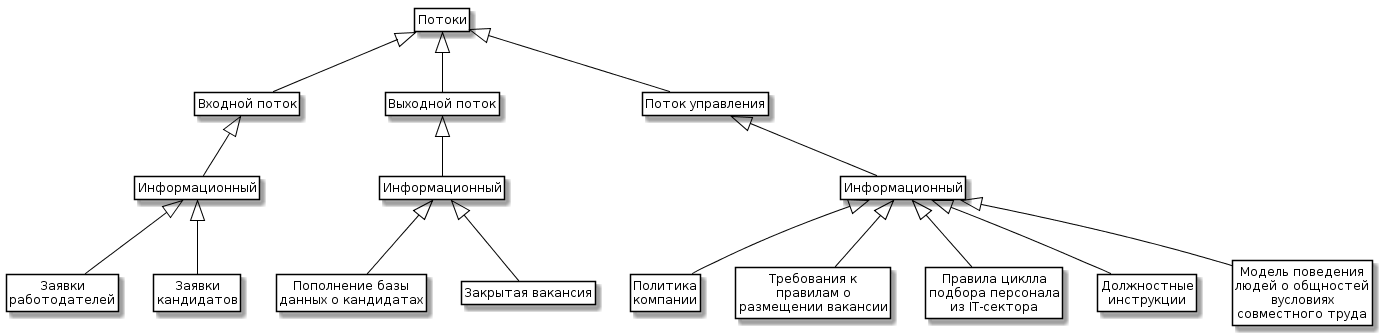 Потоки
Входной поток
Выходной поток
Поток управления
Информационный
Информационный
Информационный
Заявки
работодателей
Заявки
кандидатов
Пополнение базы
данных о кандидатах
Закрытая вакансия
Политика
компании
Требования к
правилам о
размещении вакансии
Правила циклла
подбора персонала
из IT-сектора
Должностные
инструкции
Модель поведения
людей о общностей
вусловиях
совместного труда